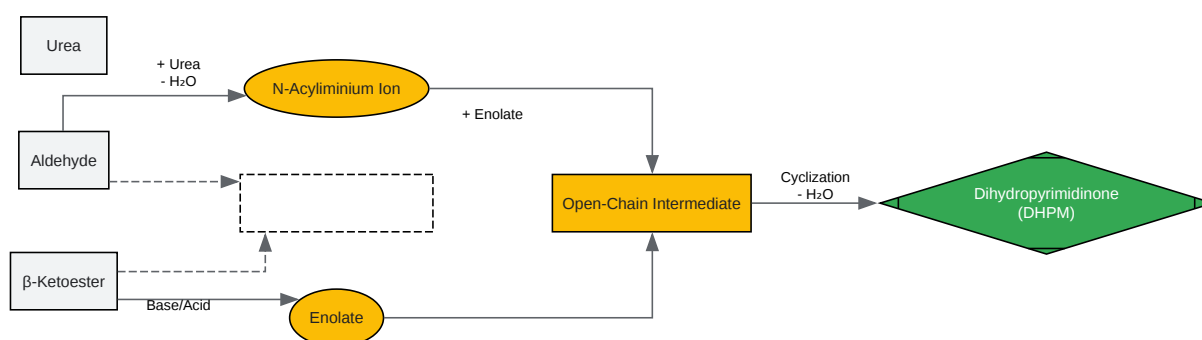 Urea
+ Urea
- H₂O
N-Acyliminium Ion
+ Enolate
Aldehyde
Open-Chain Intermediate
Cyclization
- H₂O
Dihydropyrimidinone
(DHPM)
β-Ketoester
Base/Acid
Enolate